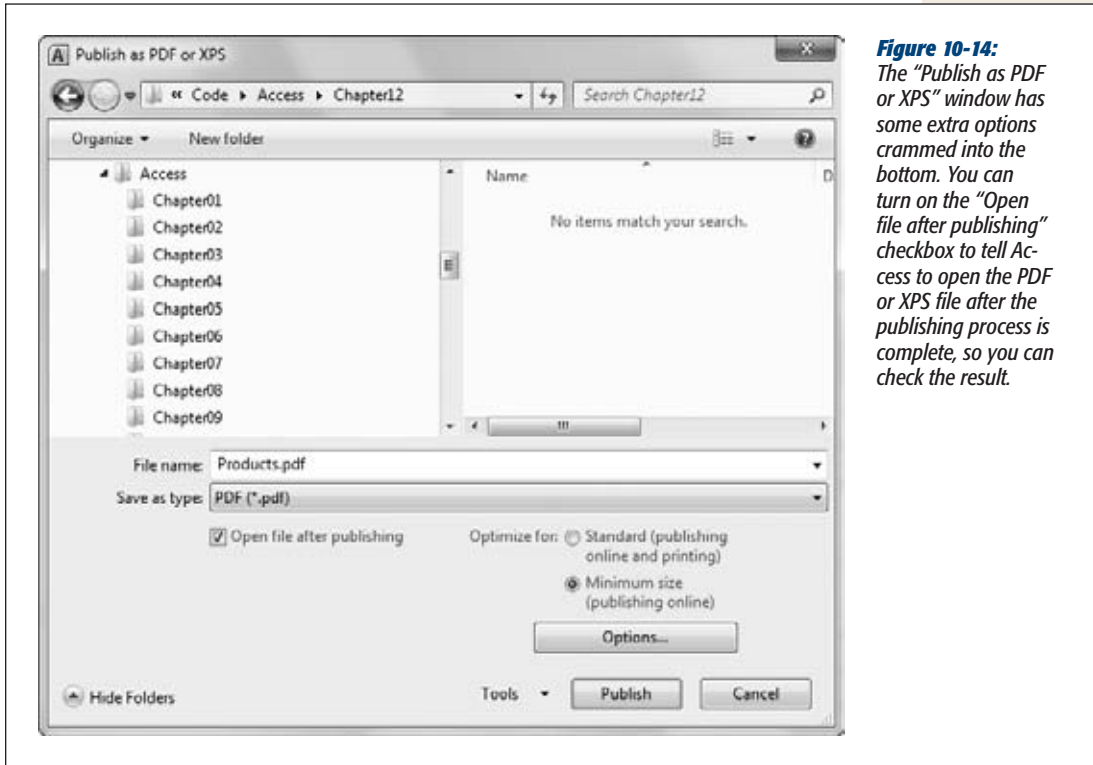 Publish as PDF or XPS
« Code ▸ Access ▸ Chapter12
Search Chapter12
Organize
New folder
Access
Chapter01
Chapter02
Chapter03
Chapter04
Chapter05
Chapter06
Chapter07
Chapter08
Chapter09
Name
D
No items match your search.
File name: Products.pdf
Save as type: PDF (*.pdf)
Open file after publishing
Optimize for: Standard (publishing
online and printing)
Minimum size
(publishing online)
Options...
Hide Folders
Tools
Publish
Cancel
Figure 10-14:
The “Publish as PDF
or XPS” window has
some extra options
crammed into the
bottom. You can
turn on the “Open
file after publishing”
checkbox to tell Ac-
cess to open the PDF
or XPS file after the
publishing process is
complete, so you can
check the result.